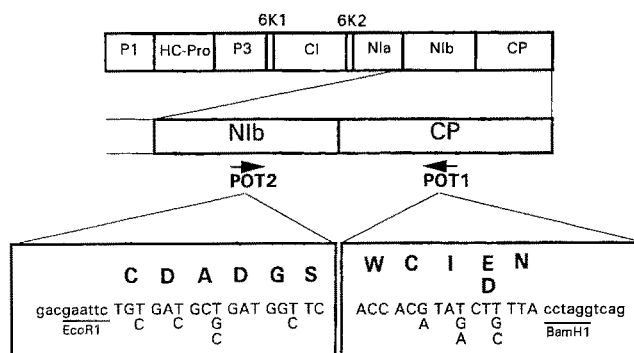 6K1 6K2
P1 HC-Pro P3 CI NIa NIb CP
NIb CP
POT2 POT1
C D A D G S
W C I E N
D
gacgaattc TGT GAT GCT GAT GGT TC
C C G C
C
EcoR1
ACC ACG TAT CTT TTA cctaggtcag
A G G
A C
BamH1